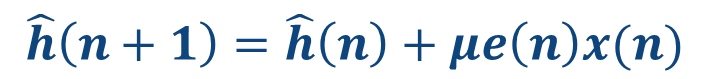 ĥ(n + 1) = ĥ(n) + μe(n)x(n)